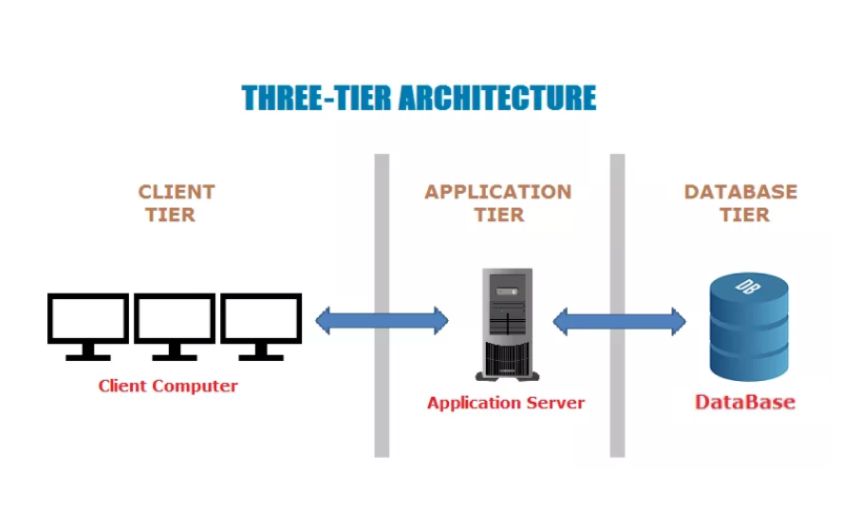 THREE-TIER ARCHITECTURE
CLIENT
TIER
APPLICATION
TIER
DATABASE
TIER
DB
Client Computer
Application Server
DataBase